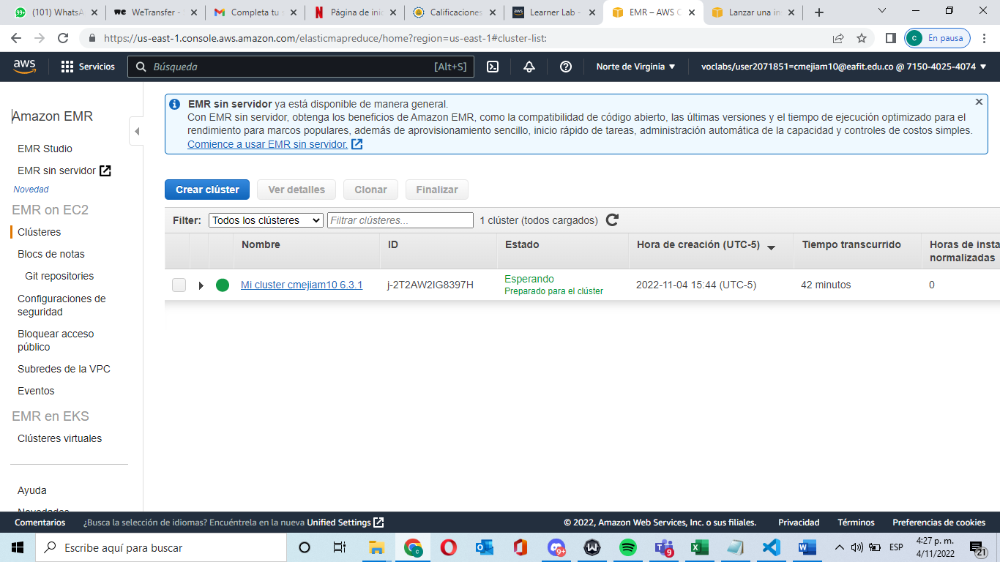 (101) WhatsA
WeTransfer -
Completa tu s
Página de inic
Calificaciones
Learner Lab -
EMR – AWS C
Lanzar una in
https://us-east-1.console.aws.amazon.com/elasticmapreduce/home?region=us-east-1#cluster-list:
c
En pausa
aws
Servicios
Búsqueda
[Alt+S]
Norte de Virginia
voclabs/user2071851=cmejiam10@eafit.edu.co @ 7150-4025-4074
Amazon EMR
EMR Studio
EMR sin servidor
Novedad
EMR on EC2
Clústeres
Blocs de notas
Git repositories
Configuraciones de
seguridad
Bloquear acceso
público
Subredes de la VPC
Eventos
EMR en EKS
Clústeres virtuales
Ayuda
Novedades
EMR sin servidor ya está disponible de manera general.
Con EMR sin servidor, obtenga los beneficios de Amazon EMR, como la compatibilidad de código abierto, las últimas versiones y el tiempo de ejecución optimizado para el
rendimiento para marcos populares, además de aprovisionamiento sencillo, inicio rápido de tareas, administración automática de la capacidad y controles de costos simples.
Comience a usar EMR sin servidor.
Crear clúster
Ver detalles
Clonar
Finalizar
Filter:
Todos los clústeres
Filtrar clústeres...
1 clúster (todos cargados)
Nombre
ID
Estado
Hora de creación (UTC-5)
Tiempo transcurrido
Horas de insta
normalizadas
Mi cluster cmejiam10 6.3.1
j-2T2AW2IG8397H
Esperando
Preparado para el clúster
2022-11-04 15:44 (UTC-5)
42 minutos
0
Comentarios
¿Busca la selección de idiomas? Encuéntrela en la nueva Unified Settings
© 2022, Amazon Web Services, Inc. o sus filiales.
Privacidad
Términos
Preferencias de cookies
Escribe aquí para buscar
9+
9
ESP
4:27 p. m.
4/11/2022
21